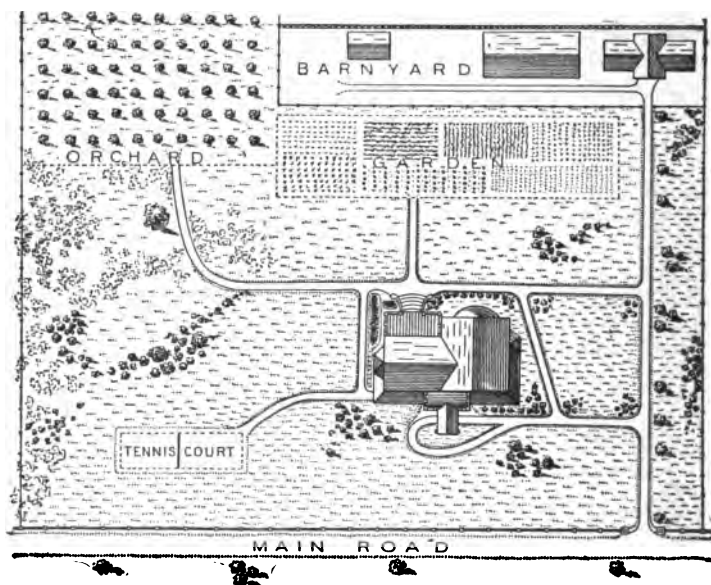 BARNYARD
ORCHARD
GARDEN
TENNIS COURT
MAIN ROAD